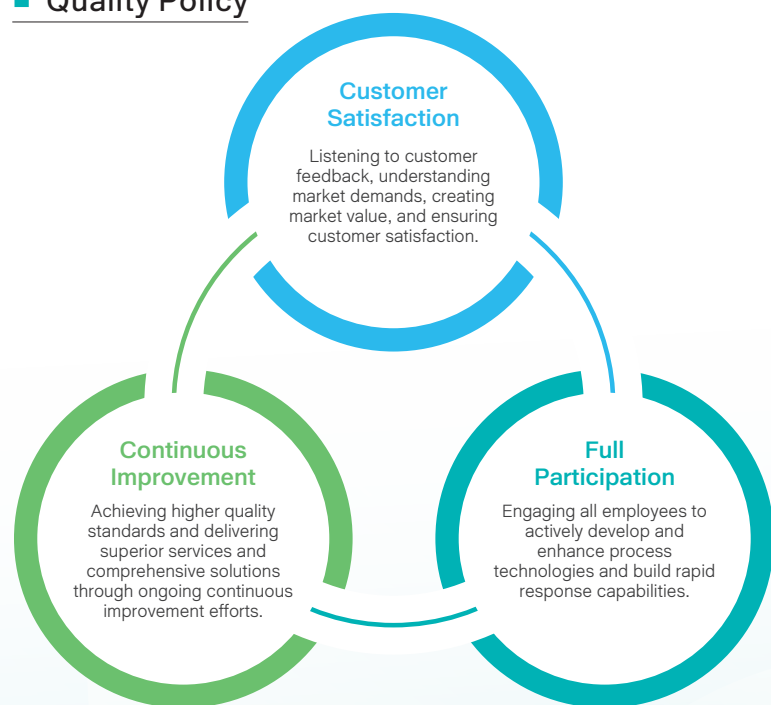 Quality Policy
Customer
Satisfaction
Listening to customer
feedback, understanding
market demands, creating
market value, and ensuring
customer satisfaction.
Continuous
Improvement
Achieving higher quality
standards and delivering
superior services and
comprehensive solutions
through ongoing continuous
improvement efforts.
Full
Participation
Engaging all employees to
actively develop and
enhance process
technologies and build rapid
response capabilities.